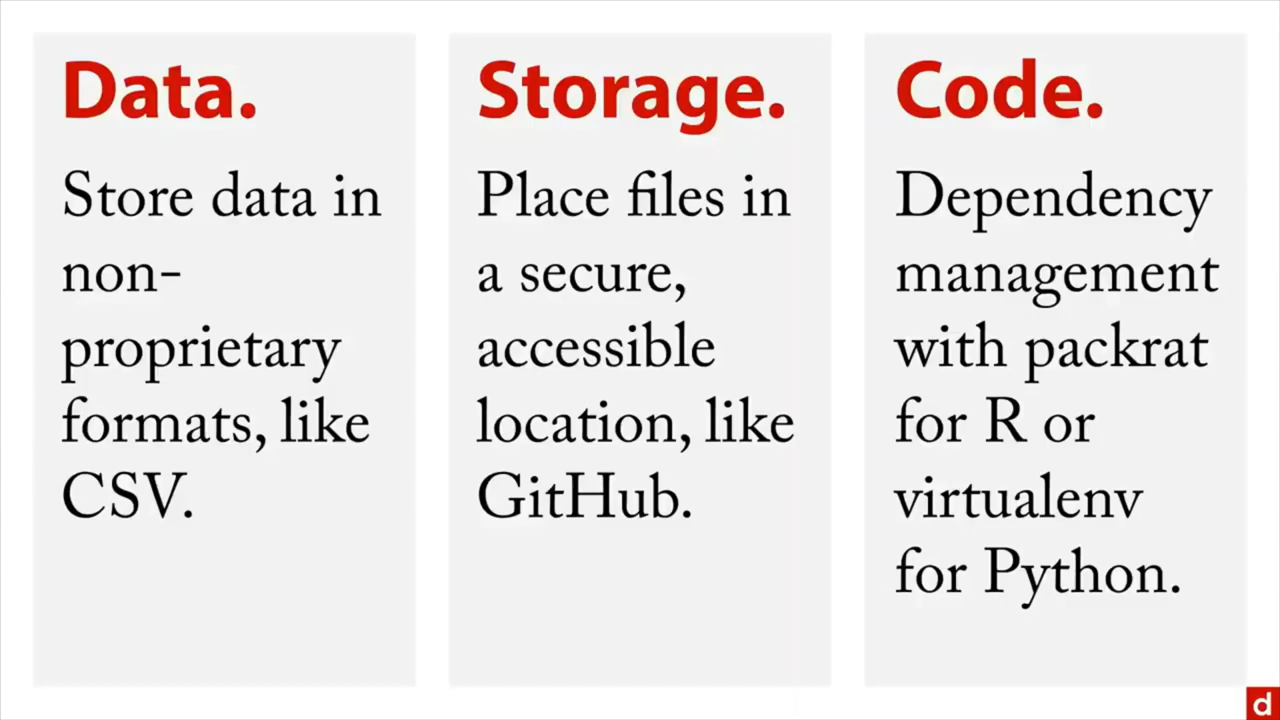 Data.
Store data in
non-
proprietary
formats, like
CSV.
Storage.
Place files in
a secure,
accessible
location, like
GitHub.
Code.
Dependency
management
with packrat
for R or
virtualenv
for Python.
d